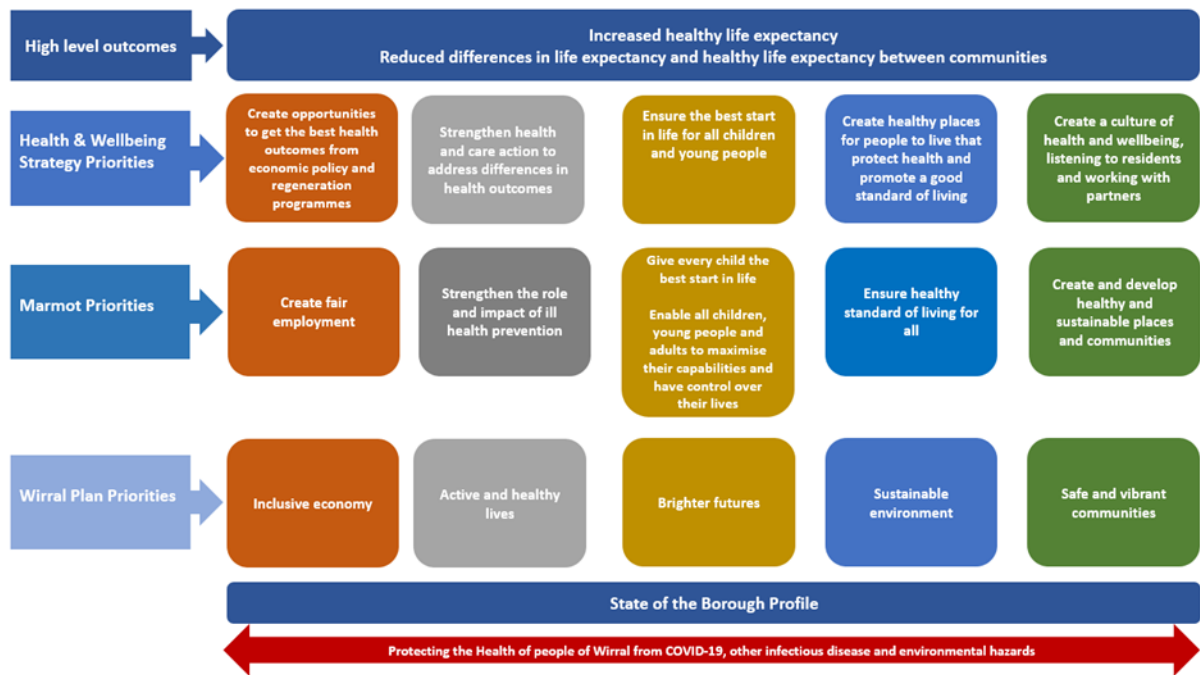 High level outcomes
Increased healthy life expectancy
Reduced differences in life expectancy and healthy life expectancy between communities
Health & Wellbeing
Strategy Priorities
Create opportunities
to get the best health
outcomes from
economic policy and
regeneration
programmes
Strengthen health
and care action to
address differences in
health outcomes
Ensure the best start
in life for all children
and young people
Create healthy places
for people to live that
protect health and
promote a good
standard of living
Create a culture of
health and wellbeing,
listening to residents
and working with
partners
Marmot Priorities
Create fair
employment
Strengthen the role
and impact of ill
health prevention
Give every child the
best start in life
Enable all children,
young people and
adults to maximise
their capabilities and
have control over
their lives
Ensure healthy
standard of living for
all
Create and develop
healthy and
sustainable places
and communities
Wirral Plan Priorities
Inclusive economy
Active and healthy
lives
Brighter futures
Sustainable
environment
Safe and vibrant
communities
State of the Borough Profile
Protecting the Health of people of Wirral from COVID-19, other infectious disease and environmental hazards